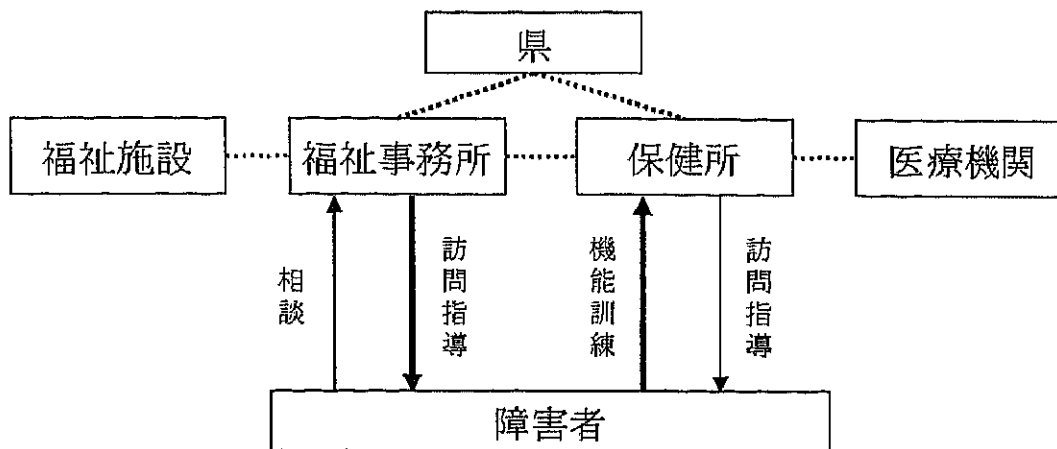 県
福祉施設
福祉事務所
保健所
医療機関
相談
訪問指導
機能訓練
訪問指導
障害者